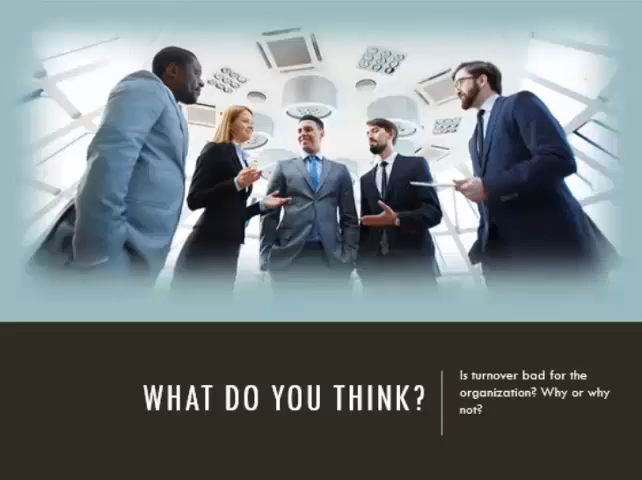 WHAT DO YOU THINK?
Is turnover bad for the
organization? Why or why
not?